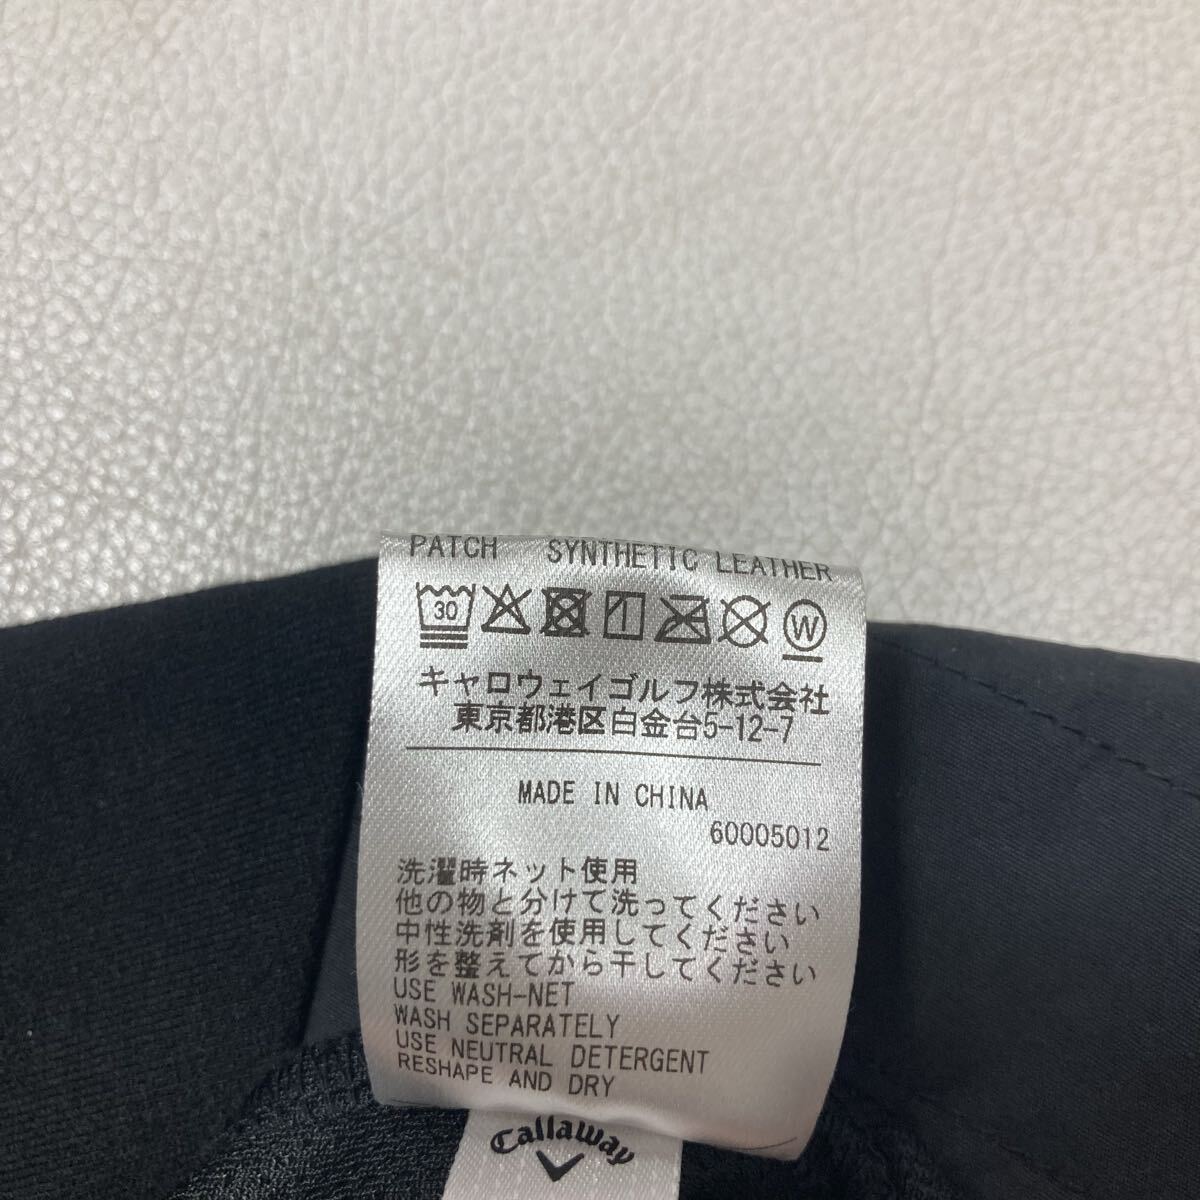 PATCH SYNTHETIC LEATHER
30 W
キャロウェイゴルフ株式会社
東京都港区白金台5-12-7
MADE IN CHINA
60005012
洗濯時ネット使用
他の物と分けて洗ってください
中性洗剤を使用してください
形を整えてから干してください
USE WASH-NET
WASH SEPARATELY
USE NEUTRAL DETERGENT
RESHAPE AND DRY
Callaway